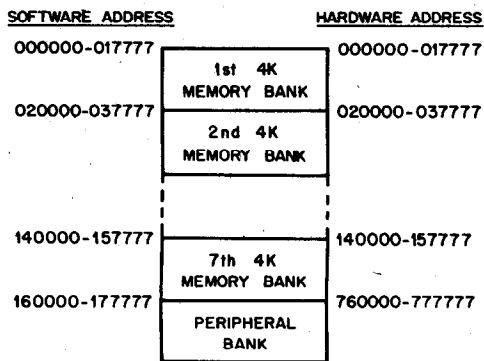 SOFTWARE ADDRESS HARDWARE ADDRESS
000000-017777 000000-017777
1st 4K
MEMORY BANK
020000-037777 020000-037777
2nd 4K
MEMORY BANK
140000-157777 140000-157777
7th 4K
MEMORY BANK
160000-177777 760000-777777
PERIPHERAL
BANK